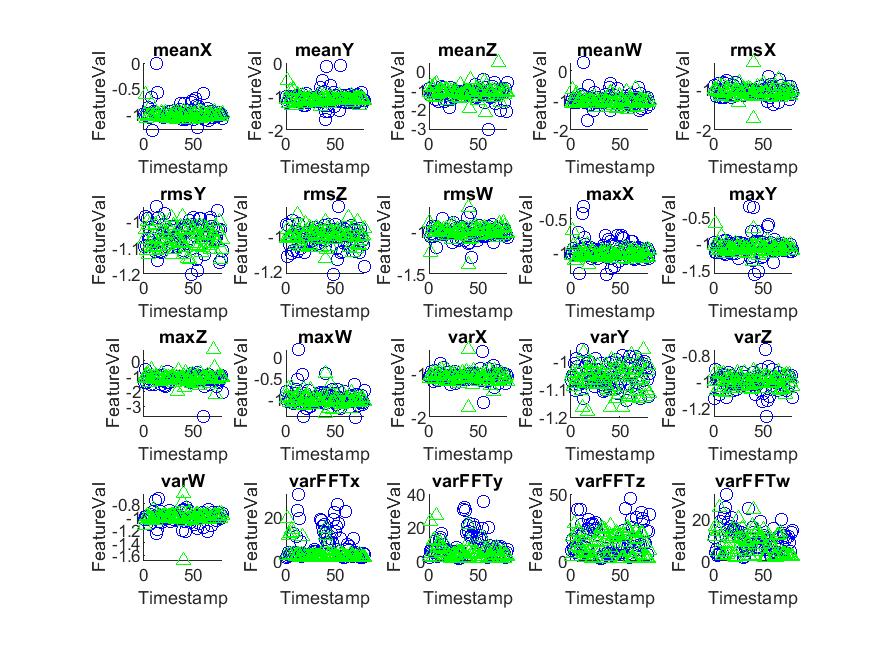 meanX
FeatureVal
0
-0.5
-1
0 50
Timestamp
meanY
FeatureVal
0
-1
-2
0 50
Timestamp
meanZ
FeatureVal
0
-1
-2
-3
0 50
Timestamp
meanW
FeatureVal
0
-1
-2
0 50
Timestamp
rmsX
FeatureVal
-1
-2
0 50
Timestamp
rmsY
FeatureVal
-1
-1.1
-1.2
0 50
Timestamp
rmsZ
FeatureVal
-1
-1.2
0 50
Timestamp
rmsW
FeatureVal
-1
-1.5
0 50
Timestamp
maxX
FeatureVal
-0.5
-1
0 50
Timestamp
maxY
FeatureVal
-0.5
-1
-1.5
0 50
Timestamp
maxZ
FeatureVal
0
-1
-2
-3
0 50
Timestamp
maxW
FeatureVal
0
-0.5
-1
0 50
Timestamp
varX
FeatureVal
-1
-2
0 50
Timestamp
varY
FeatureVal
-1
-1.1
-1.2
0 50
Timestamp
varZ
FeatureVal
-0.8
-1
-1.2
0 50
Timestamp
varW
FeatureVal
-0.8
-1
-1.2
-1.4
-1.6
0 50
Timestamp
varFFTx
FeatureVal
20
0
0 50
Timestamp
varFFTy
FeatureVal
40
20
0
0 50
Timestamp
varFFTz
FeatureVal
50
0
0 50
Timestamp
varFFTw
FeatureVal
20
0
0 50
Timestamp